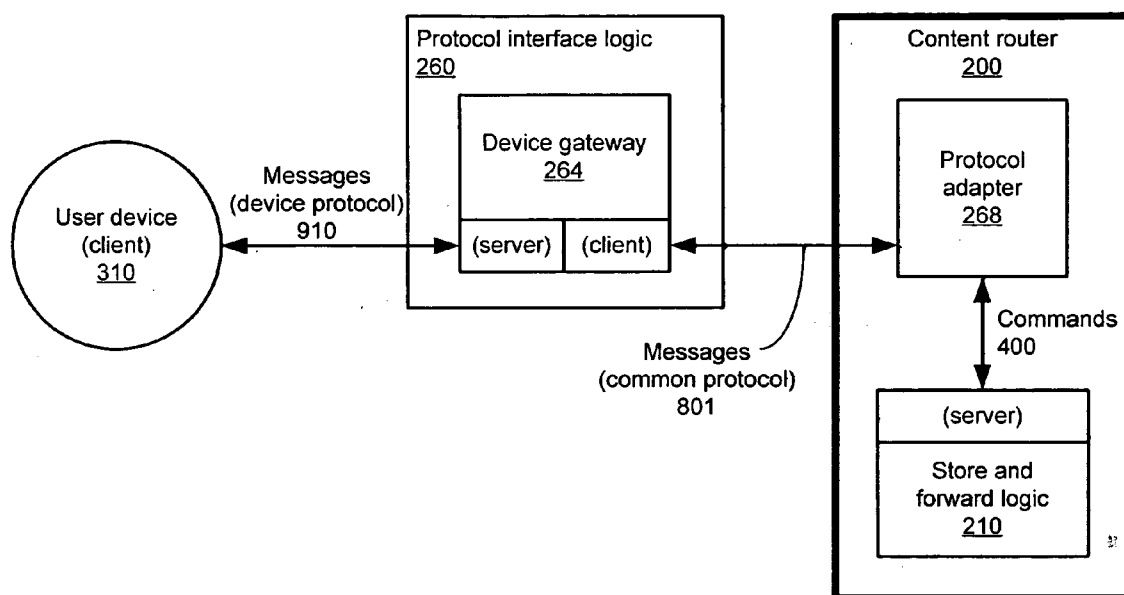 Protocol interface logic
260
Device gateway
264
(server)
(client)
Content router
200
Protocol
adapter
268
Commands
400
(server)
Store and
forward logic
210
User device
(client)
310
Messages
(device protocol)
910
Messages
(common protocol)
801